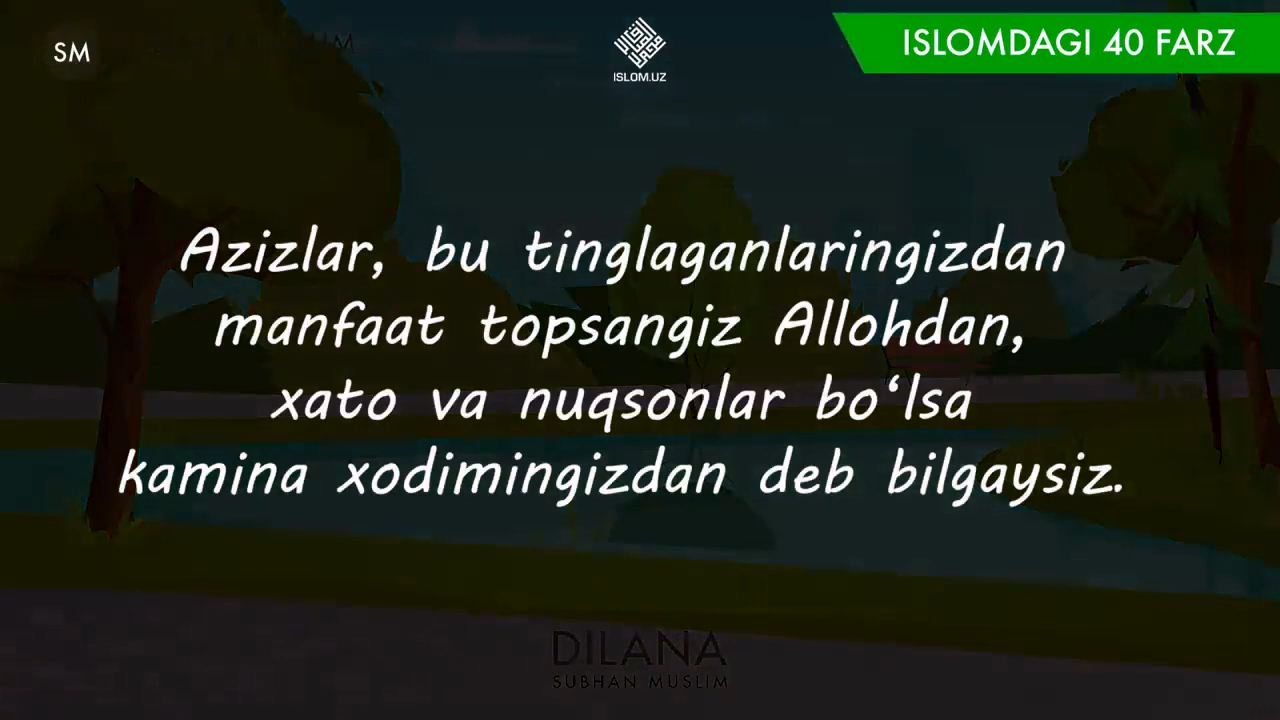 SM
ISLOM.UZ
ISLOMDAGI 40 FARZ
Azizlar, bu tinglaganlaringizdan
manfaat topsangiz Allohdan,
xato va nuqsonlar bo‘lsa
kamina xodimingizdan deb bilgaysiz.
DILANA
SUBHAN MUSLIM